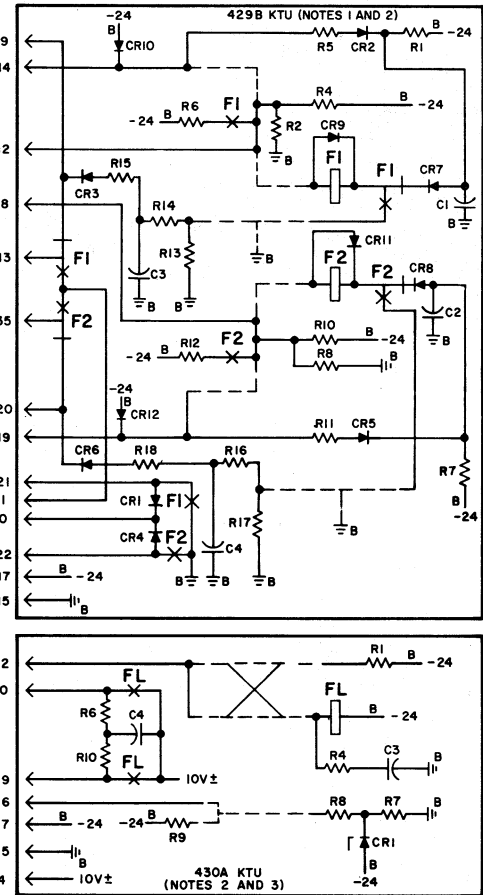 429B KTU (NOTES 1 AND 2)
-24
B
CR10
9
14
R5 CR2 R1 B -24
R4 B -24
-24 B R6 F1
R2
B
CR9
2
F1 F1 CR7
C1
B
R15
CR3
8
R14
R13
C3
B B
B
CR11
F2 F2 CR8
C2
B
13
F1
F2
35
-24 B R12 F2
R10 B -24
R8 B
-24
B
CR12
20
19
R11 CR5
R7
B
-24
CR6 R18 R16
21
1
CR1 F1
0
CR4 F2
22
C4
R17
B B B
B
17 B -24
15 B
2
R1 B -24
0
FL
R6 C4
R10
FL
9 10V±
FL
B -24
R4 C3 B
6
7 B -24
-24 B R9
R8 R7 B
CR1
B
-24
5 B
4 10V±
430A KTU
(NOTES 2 AND 3)